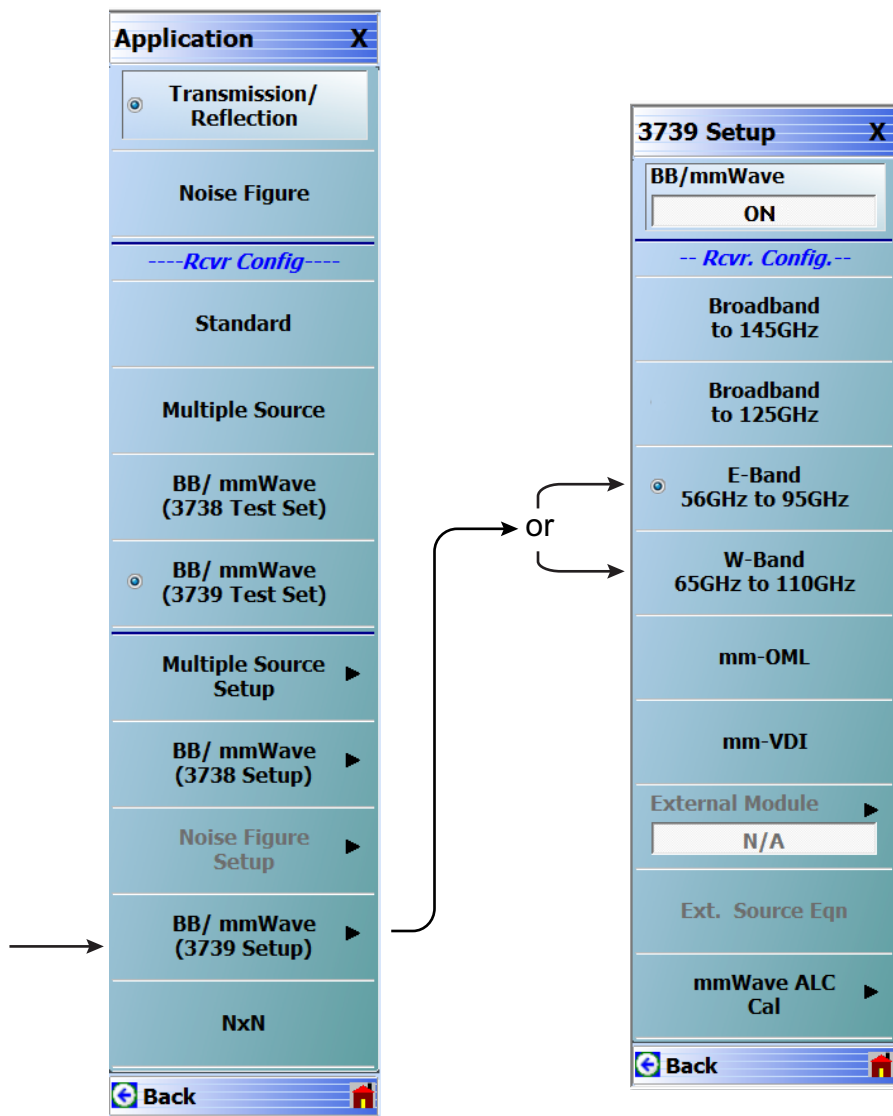 Application X
Transmission/
Reflection
Noise Figure
----Rcvr Config----
Standard
Multiple Source
BB/ mmWave
(3738 Test Set)
BB/ mmWave
(3739 Test Set)
Multiple Source
Setup
BB/ mmWave
(3738 Setup)
Noise Figure
Setup
BB/ mmWave
(3739 Setup)
NxN
Back
or
3739 Setup X
BB/mmWave
ON
-- Rcvr. Config.--
Broadband
to 145GHz
Broadband
to 125GHz
E-Band
56GHz to 95GHz
W-Band
65GHz to 110GHz
mm-OML
mm-VDI
External Module
N/A
Ext. Source Eqn
mmWave ALC
Cal
Back